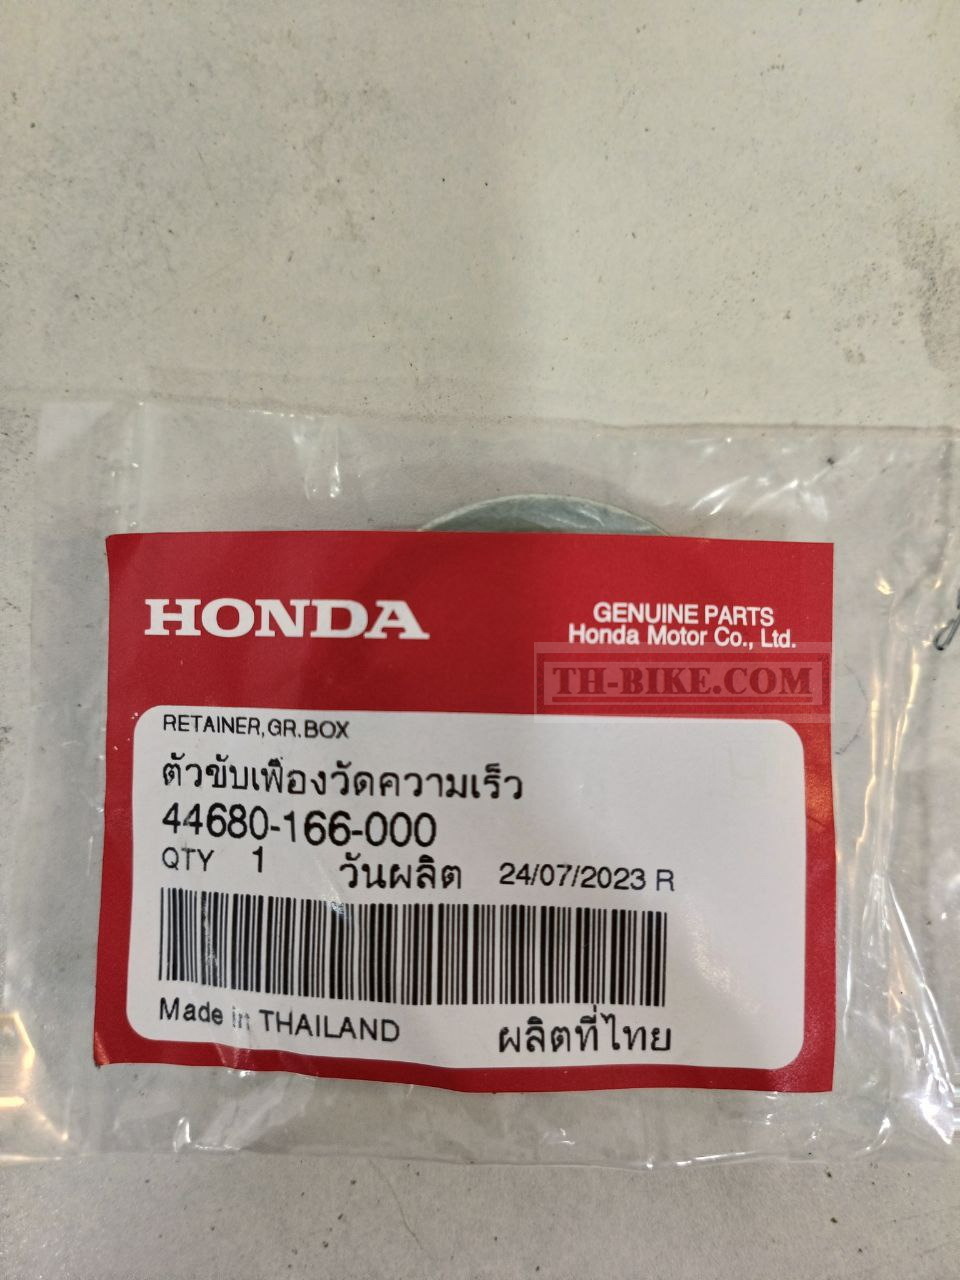 HONDA
GENUINE PARTS
Honda Motor Co., Ltd.
TH-BIKE.COM
RETAINER,GR.BOX
ตัวขับเฟืองวัดความเร็ว
44680-166-000
QTY 1 วันผลิต 24/07/2023 R
Made in THAILAND ผลิตที่ไทย